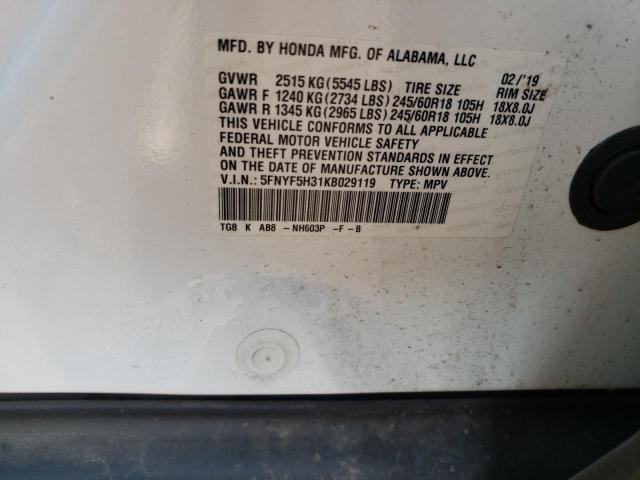 MFD. BY HONDA MFG. OF ALABAMA, LLC 02/'19
GVWR 2515 KG (5545 LBS) TIRE SIZE RIM SIZE
GAWR F 1240 KG (2734 LBS) 245/60R18 105H 18X8.0J
GAWR R 1345 KG (2965 LBS) 245/60R18 105H 18X8.0J
THIS VEHICLE CONFORMS TO ALL APPLICABLE
FEDERAL MOTOR VEHICLE SAFETY
AND THEFT PREVENTION STANDARDS IN EFFECT
ON THE DATE OF MANUFACTURE SHOWN ABOVE.
V.I.N.: 5FNYF5H31KB029119 TYPE: MPV
TG8 K AB8 -NH603P -F -B